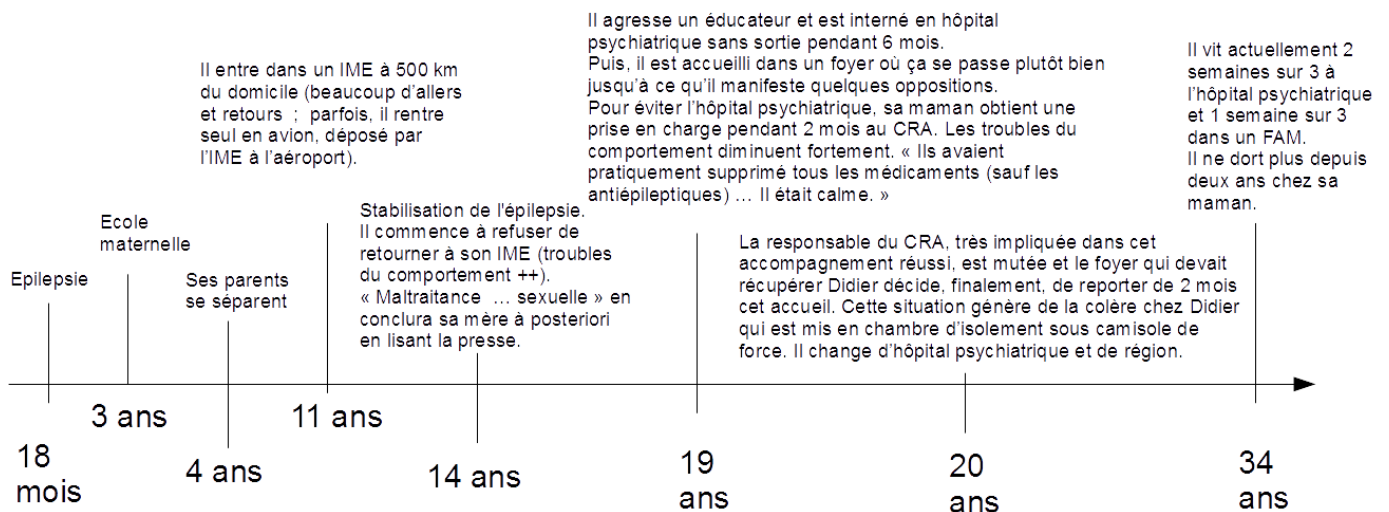 Epilepsie
Ecole
maternelle
Ses parents
se séparent
Il entre dans un IME à 500 km
du domicile (beaucoup d'allers
et retours ; parfois, il rentre
seul en avion, déposé par
l'IME à l'aéroport).
Stabilisation de l'épilepsie.
Il commence à refuser de
retourner à son IME (troubles
du comportement ++).
« Maltraitance ... sexuelle » en
conclura sa mère à posteriori
en lisant la presse.
Il agresse un éducateur et est interné en hôpital
psychiatrique sans sortie pendant 6 mois.
Puis, il est accueilli dans un foyer où ça se passe plutôt bien
jusqu'à ce qu'il manifeste quelques oppositions.
Pour éviter l'hôpital psychiatrique, sa maman obtient une
prise en charge pendant 2 mois au CRA. Les troubles du
comportement diminuent fortement. « Ils avaient
pratiquement supprimé tous les médicaments (sauf les
antiépileptiques) ... Il était calme. »
La responsable du CRA, très impliquée dans cet
accompagnement réussi, est mutée et le foyer qui devait
récupérer Didier décide, finalement, de reporter de 2 mois
cet accueil. Cette situation génère de la colère chez Didier
qui est mis en chambre d'isolement sous camisole de
force. Il change d'hôpital psychiatrique et de région.
Il vit actuellement 2
semaines sur 3 à
l'hôpital psychiatrique
et 1 semaine sur 3
dans un FAM.
Il ne dort plus depuis
deux ans chez sa
maman.
18
mois
3 ans
4 ans
11 ans
14 ans
19
ans
20
ans
34
ans